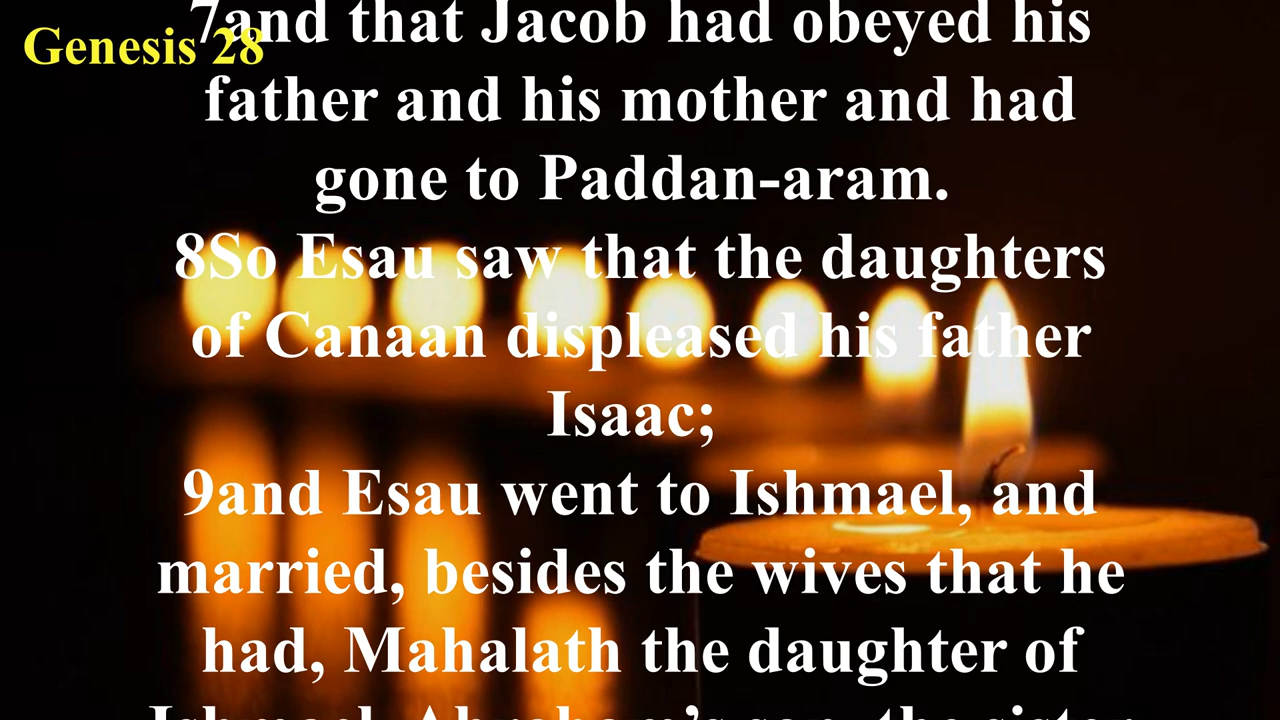 Genesis 28
7and that Jacob had obeyed his
father and his mother and had
gone to Paddan-aram.
8So Esau saw that the daughters
of Canaan displeased his father
Isaac;
9and Esau went to Ishmael, and
married, besides the wives that he
had, Mahalath the daughter of